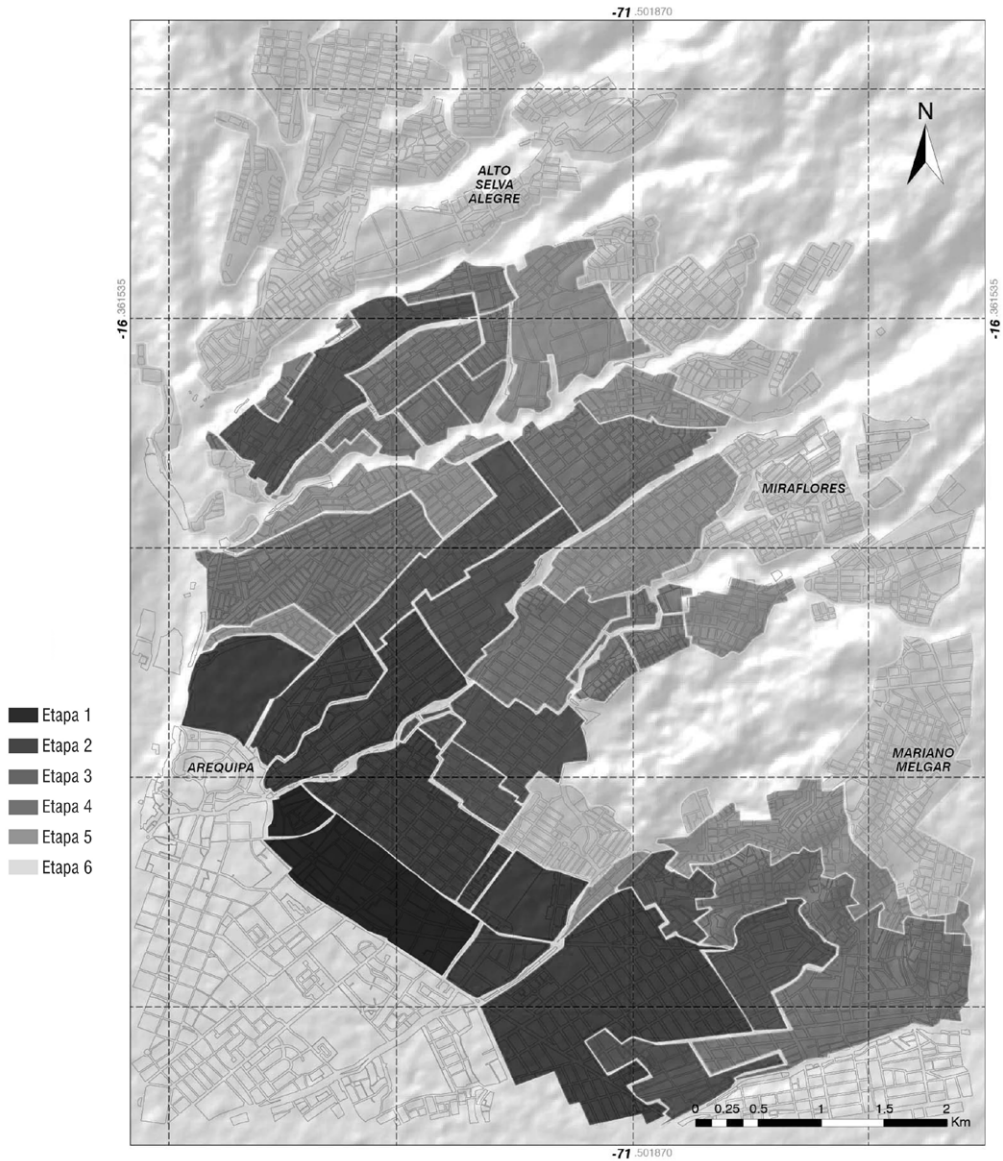 -71 .501870
N
ALTO
SELVA
ALEGRE
-16 .361535
-16 .361535
MIRAFLORES
Etapa 1
Etapa 2
Etapa 3
Etapa 4
Etapa 5
Etapa 6
AREQUIPA
MARIANO
MELGAR
0 0.25 0.5 1 1.5 2
Km
-71 .501870